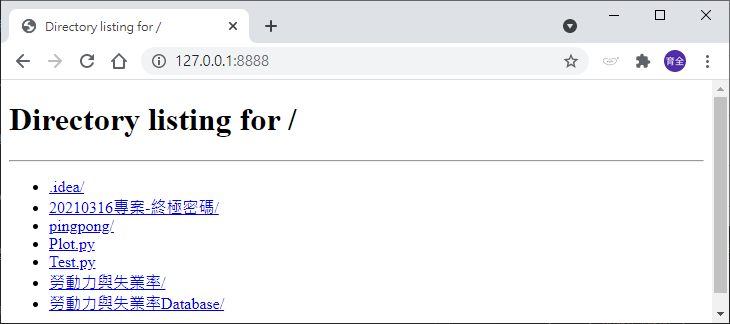 Directory listing for /
127.0.0.1:8888
育全
Directory listing for /
.idea/
20210316專案-終極密碼/
pingpong/
Plot.py
Test.py
勞動力與失業率/
勞動力與失業率Database/